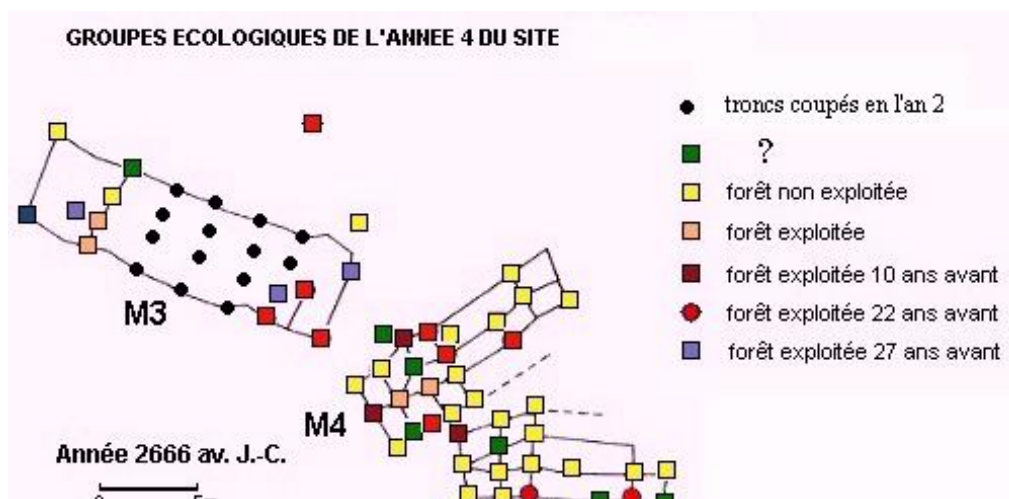 GROUPES ECOLOGIQUES DE L'ANNEE 4 DU SITE
troncs coupés en l'an 2
?
forêt non exploitée
forêt exploitée
forêt exploitée 10 ans avant
forêt exploitée 22 ans avant
forêt exploitée 27 ans avant
M3
M4
Année 2666 av. J.-C.